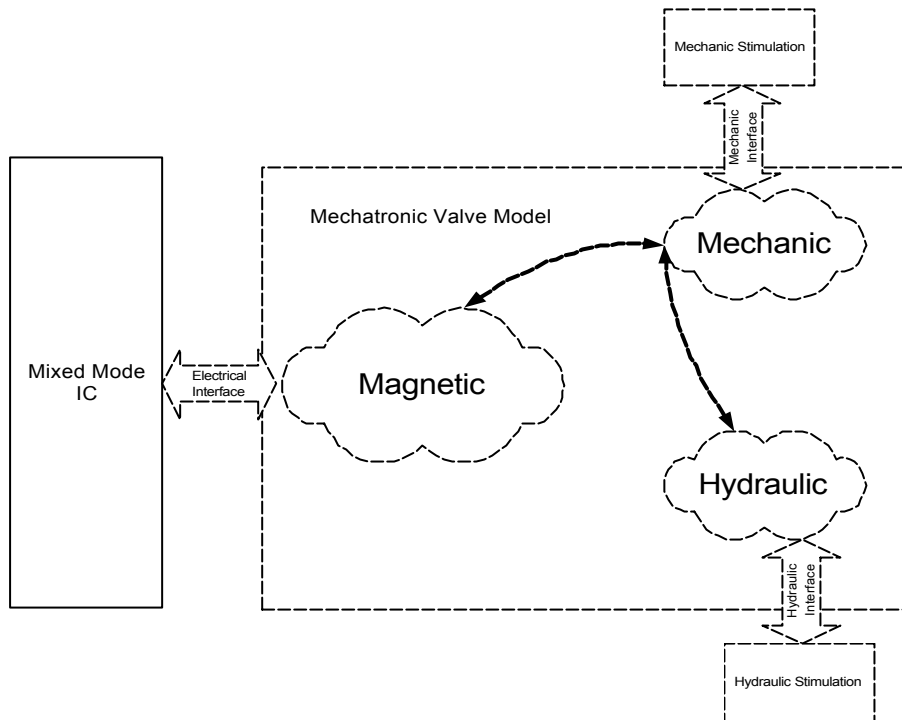 Mechanic Stimulation
Mechanic
Interface
Mechatronic Valve Model
Mechanic
Mixed Mode
IC
Electrical
Interface
Magnetic
Hydraulic
Hydraulic
Interface
Hydraulic Stimulation